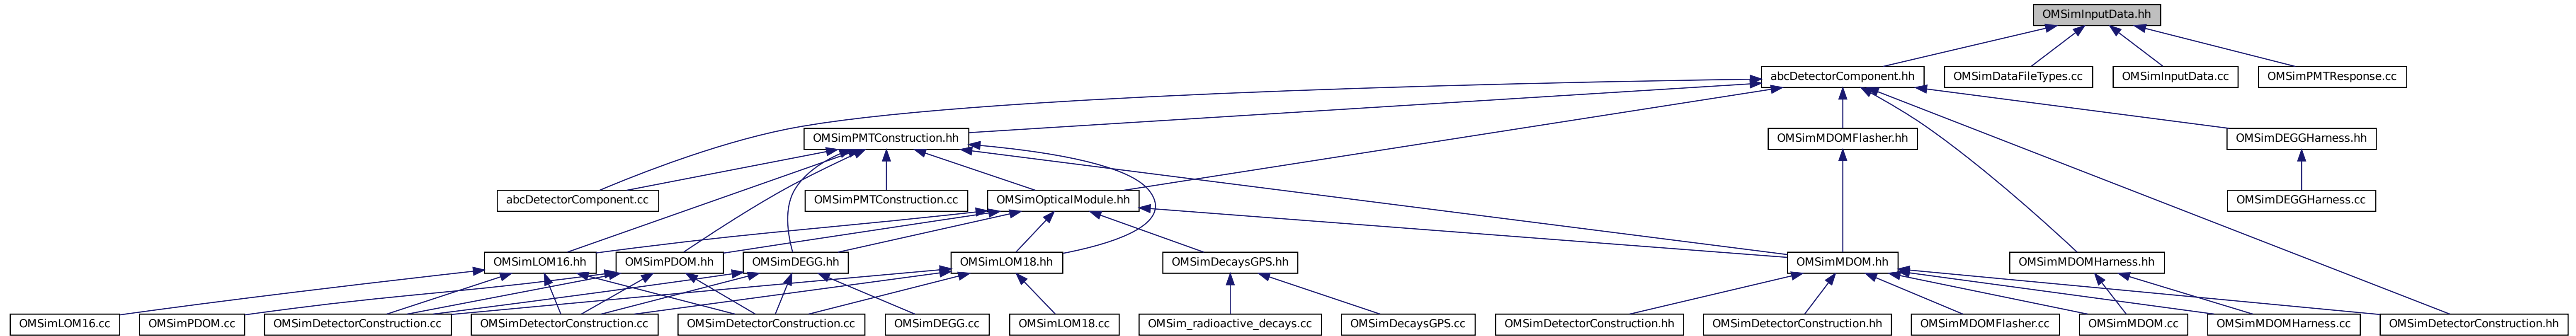 OMSimInputData.hh
abcDetectorComponent.hh
OMSimDataFileTypes.cc
OMSimInputData.cc
OMSimPMTResponse.cc
OMSimPMTConstruction.hh
OMSimMDOMFlasher.hh
OMSimDEGGHarness.hh
abcDetectorComponent.cc
OMSimPMTConstruction.cc
OMSimOpticalModule.hh
OMSimDEGGHarness.cc
OMSimLOM16.hh
OMSimPDOM.hh
OMSimDEGG.hh
OMSimLOM18.hh
OMSimDecaysGPS.hh
OMSimMDOM.hh
OMSimMDOMHarness.hh
OMSimLOM16.cc
OMSimPDOM.cc
OMSimDetectorConstruction.cc
OMSimDetectorConstruction.cc
OMSimDetectorConstruction.cc
OMSimDEGG.cc
OMSimLOM18.cc
OMSim_radioactive_decays.cc
OMSimDecaysGPS.cc
OMSimDetectorConstruction.hh
OMSimDetectorConstruction.hh
OMSimMDOMFlasher.cc
OMSimMDOM.cc
OMSimMDOMHarness.cc
OMSimDetectorConstruction.hh